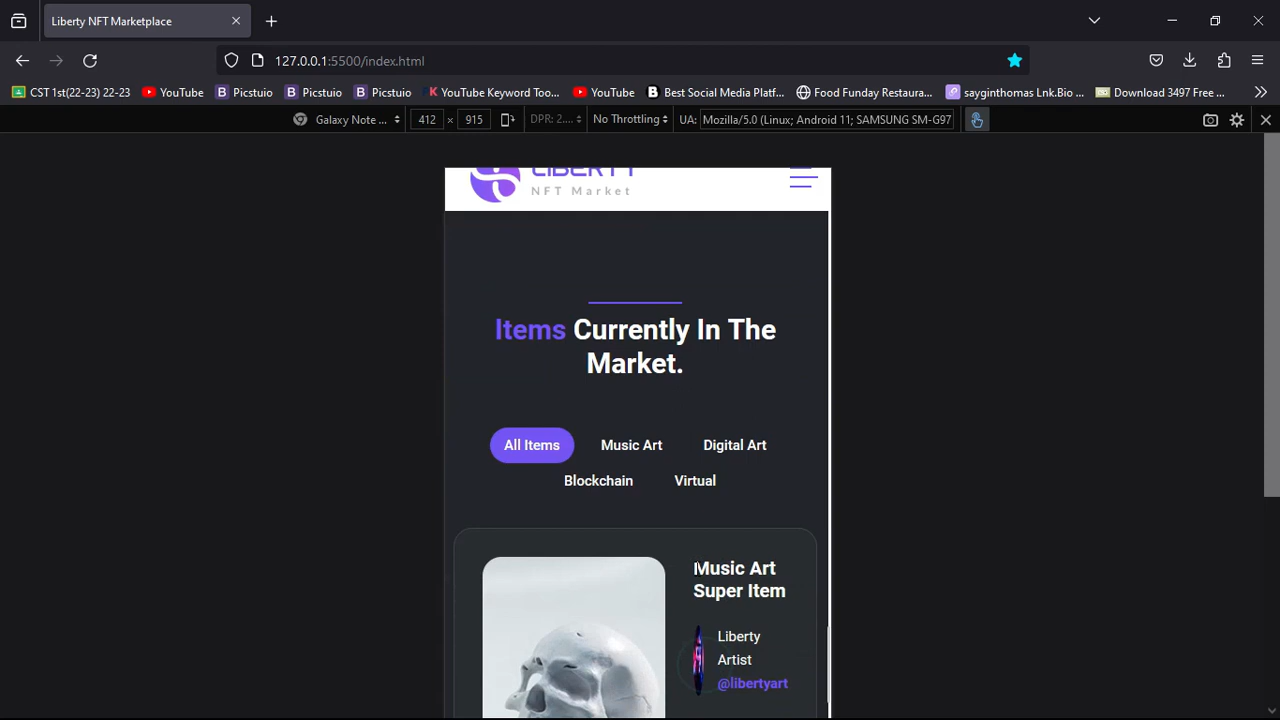 Liberty NFT Marketplace
127.0.0.1:5500/index.html
CST 1st(22-23) 22-23 YouTube Picstuio Picstuio Picstuio YouTube Keyword Too... YouTube Best Social Media Platf... Food Funday Restaura... sayginthomas Lnk.Bio ... Download 3497 Free ...
Galaxy Note ... 412 × 915 DPR: 2.... No Throttling UA: Mozilla/5.0 (Linux; Android 11; SAMSUNG SM-G97
LIBERTY
NFT Market
Items Currently In The
Market.
All Items Music Art Digital Art
Blockchain Virtual
Music Art
Super Item
Liberty
Artist
@libertyart